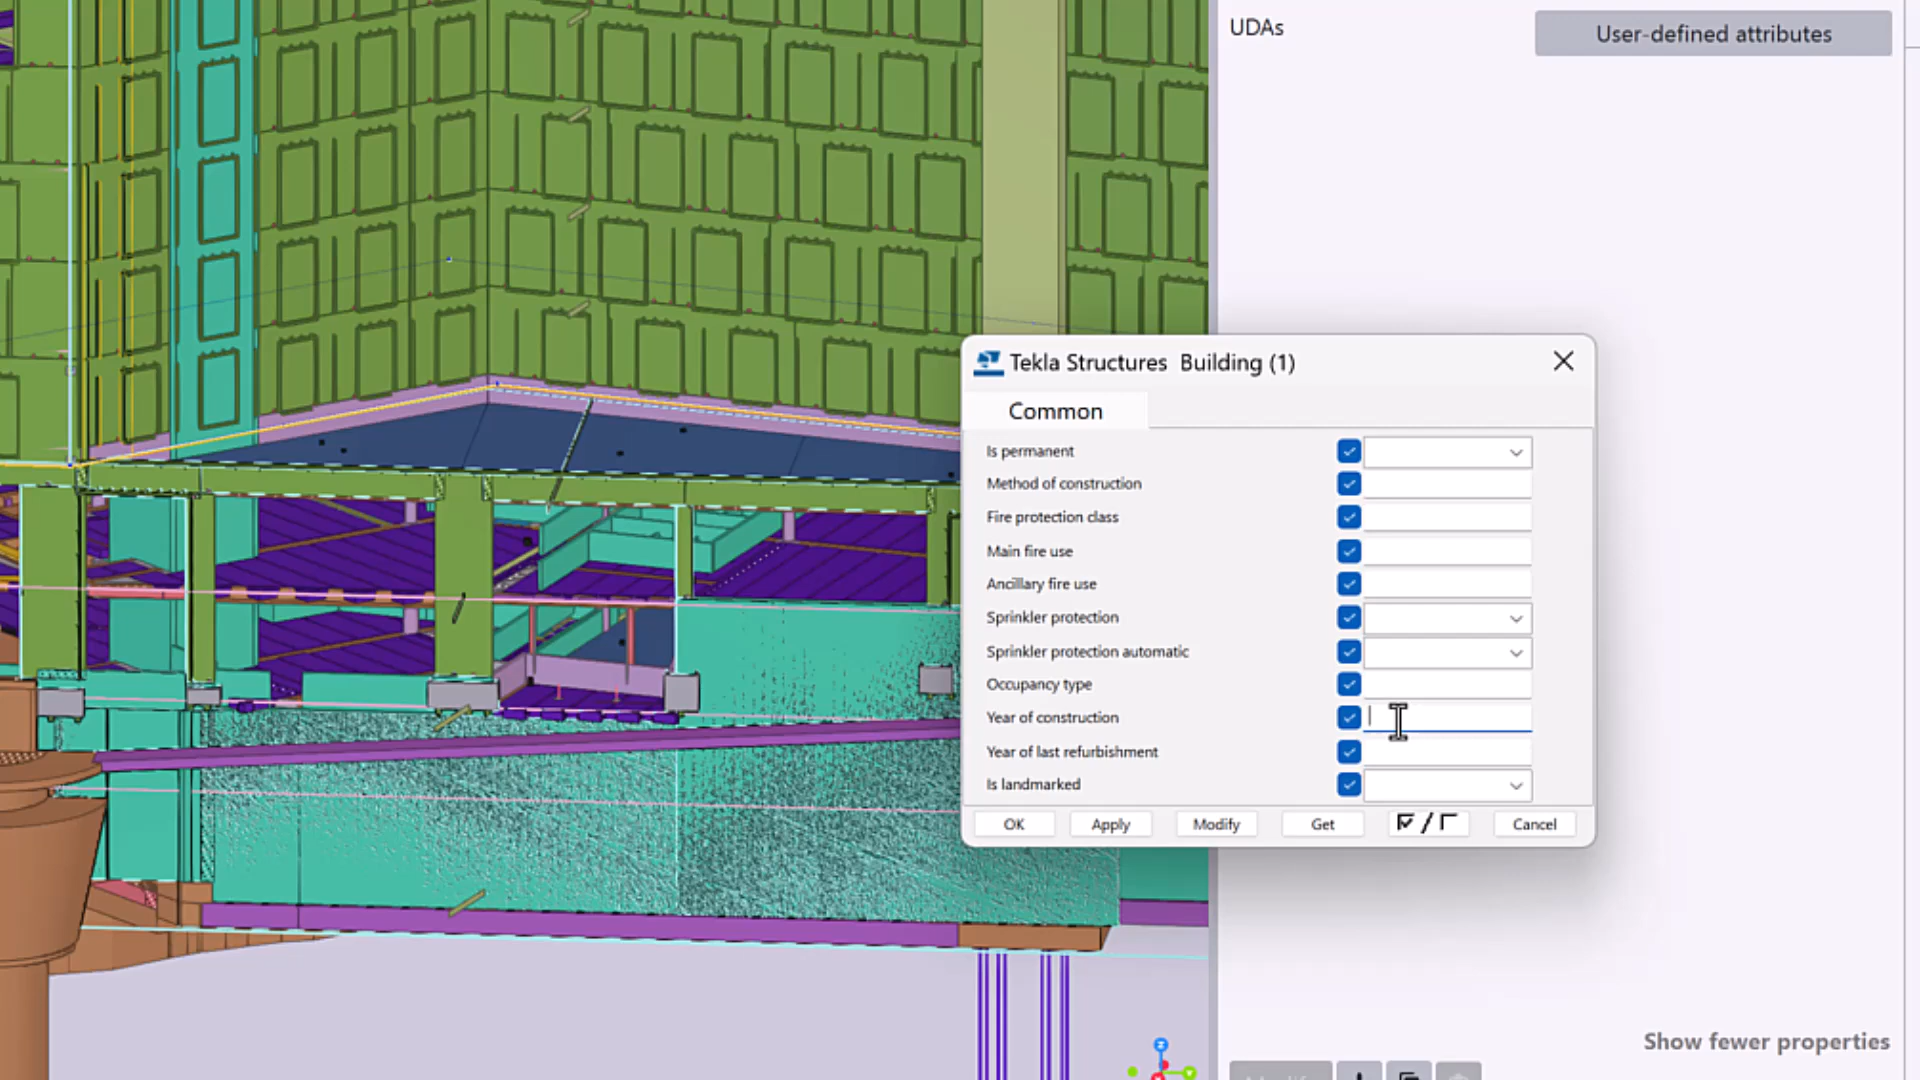 UDAs
User-defined attributes
Tekla Structures Building (1)
Common
Is permanent
Method of construction
Fire protection class
Main fire use
Ancillary fire use
Sprinkler protection
Sprinkler protection automatic
Occupancy type
Year of construction
Year of last refurbishment
Is landmarked
OK Apply Modify Get / Cancel
Show fewer properties